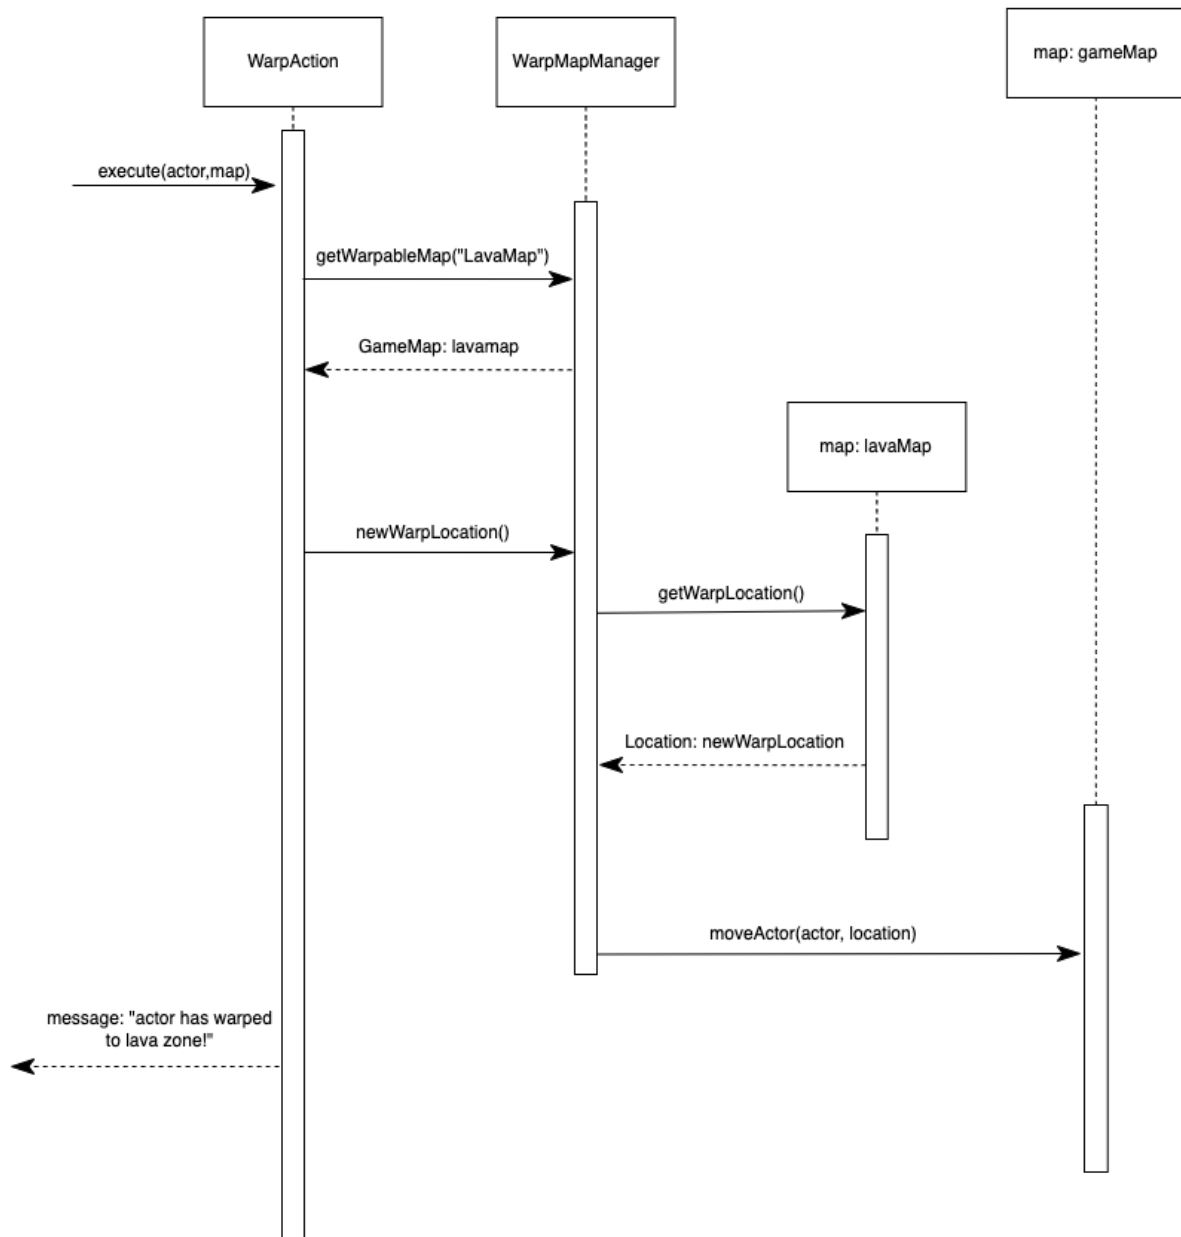 WarpAction
WarpMapManager
map: gameMap
execute(actor,map)
getWarpableMap("LavaMap")
GameMap: lavamap
map: lavaMap
newWarpLocation()
getWarpLocation()
Location: newWarpLocation
moveActor(actor, location)
message: "actor has warped
to lava zone!"